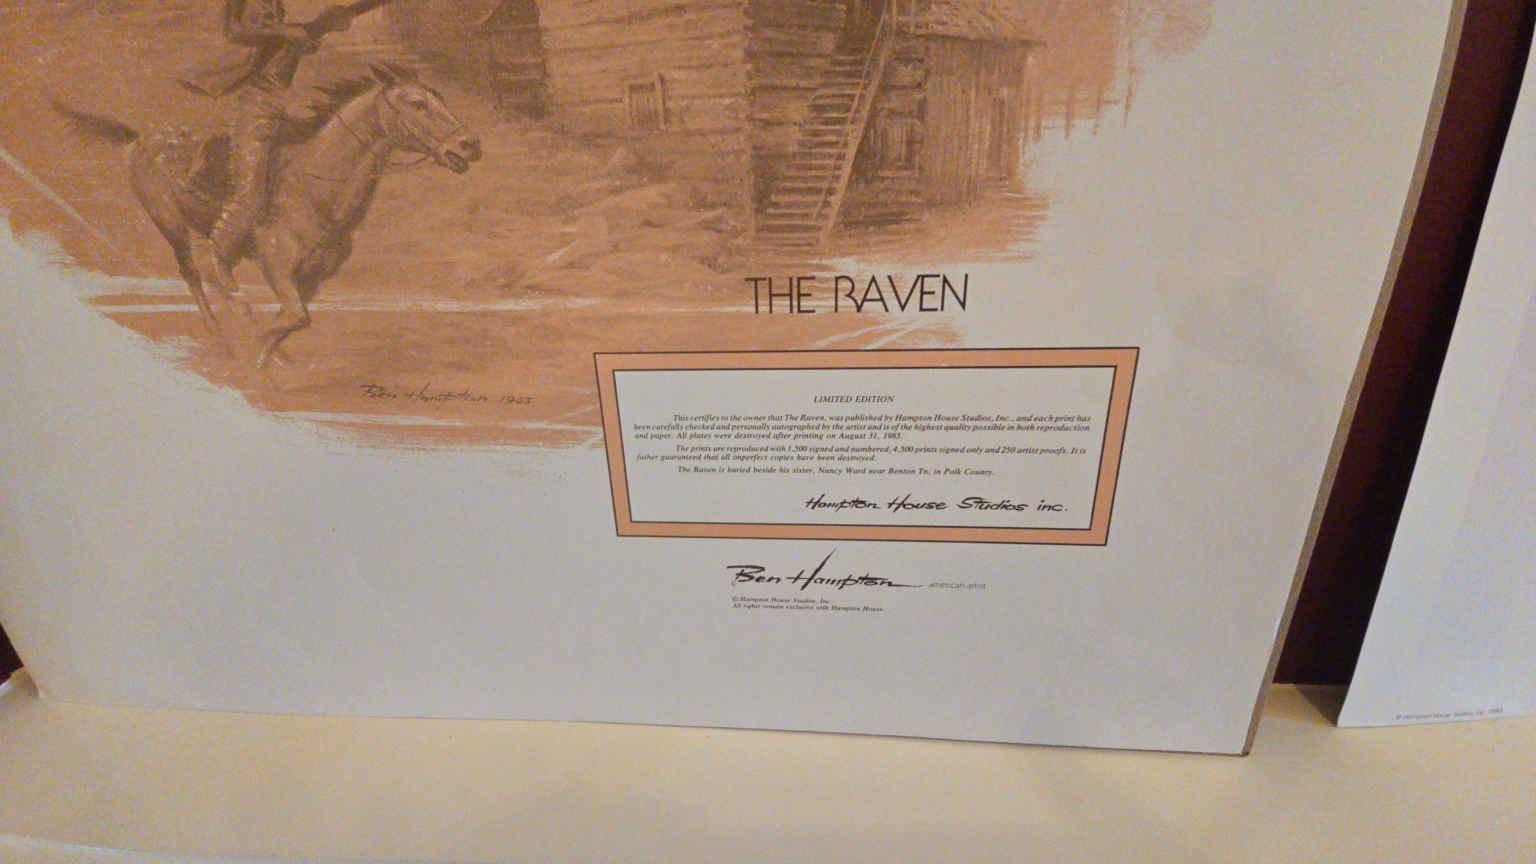 THE RAVEN
Ben Hampton 1983
LIMITED EDITION
This certifies to the owner that The Raven, was published by Hampton House Studios, Inc., and each print has
been carefully checked and personally autographed by the artist and is of the highest quality possible in both reproduction
and paper. All plates were destroyed after printing on August 31, 1983.
The prints are reproduced with 1,500 signed and numbered, 4,500 prints signed only and 250 artist proofs. It is
futher guaranteed that all imperfect copies have been destroyed.
The Raven is buried beside his sister, Nancy Ward near Benton Tn, in Polk County.
Hampton House Studios inc.
Ben Hampton american artist
© Hampton House Studios, Inc.
All rights remain exclusive with Hampton House
© Hampton House Studios, Inc.